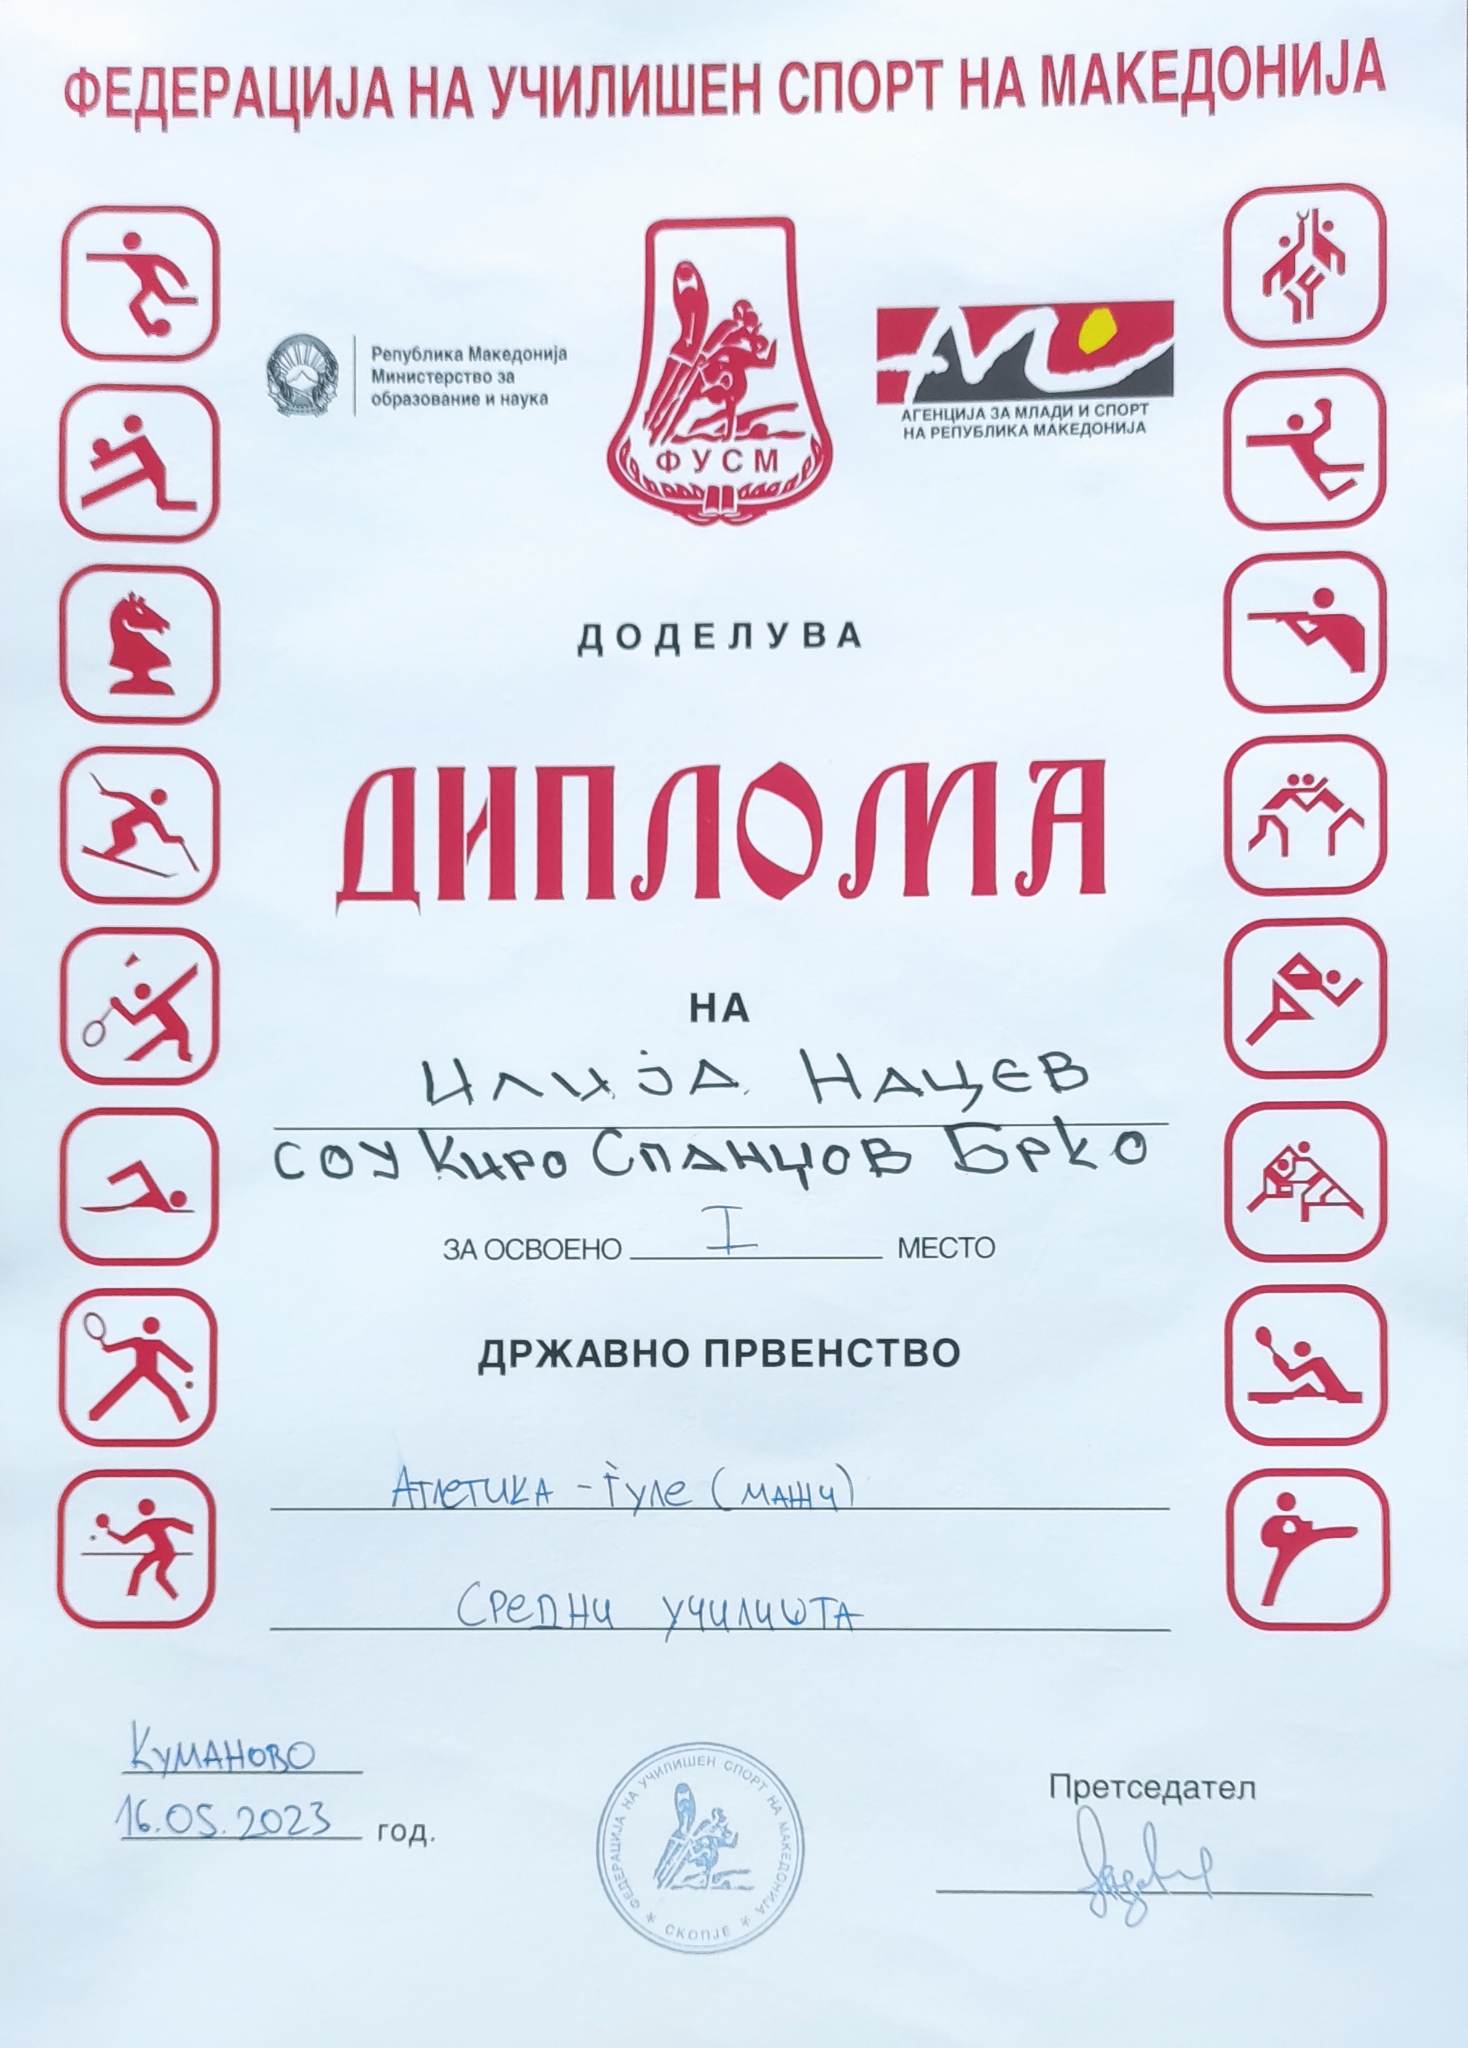 ФЕДЕРАЦИЈА НА УЧИЛИШЕН СПОРТ НА МАКЕДОНИЈА
Република Македонија
Министерство за
образование и наука
ФУСМ
АГЕНЦИЈА ЗА МЛАДИ И СПОРТ
НА РЕПУБЛИКА МАКЕДОНИЈА
ДОДЕЛУВА
ДИПЛОМА
НА
Илија Нацев
СОУ Киро Спанџов Брко
ЗА ОСВОЕНО I МЕСТО
ДРЖАВНО ПРВЕНСТВО
Атлетика - ѓуле (мажи)
Средни училишта
Куманово
16.05.2023 год.
ФЕДЕРАЦИЈА НА УЧИЛИШЕН СПОРТ НА МАКЕДОНИЈА
* СКОПЈЕ *
Претседател